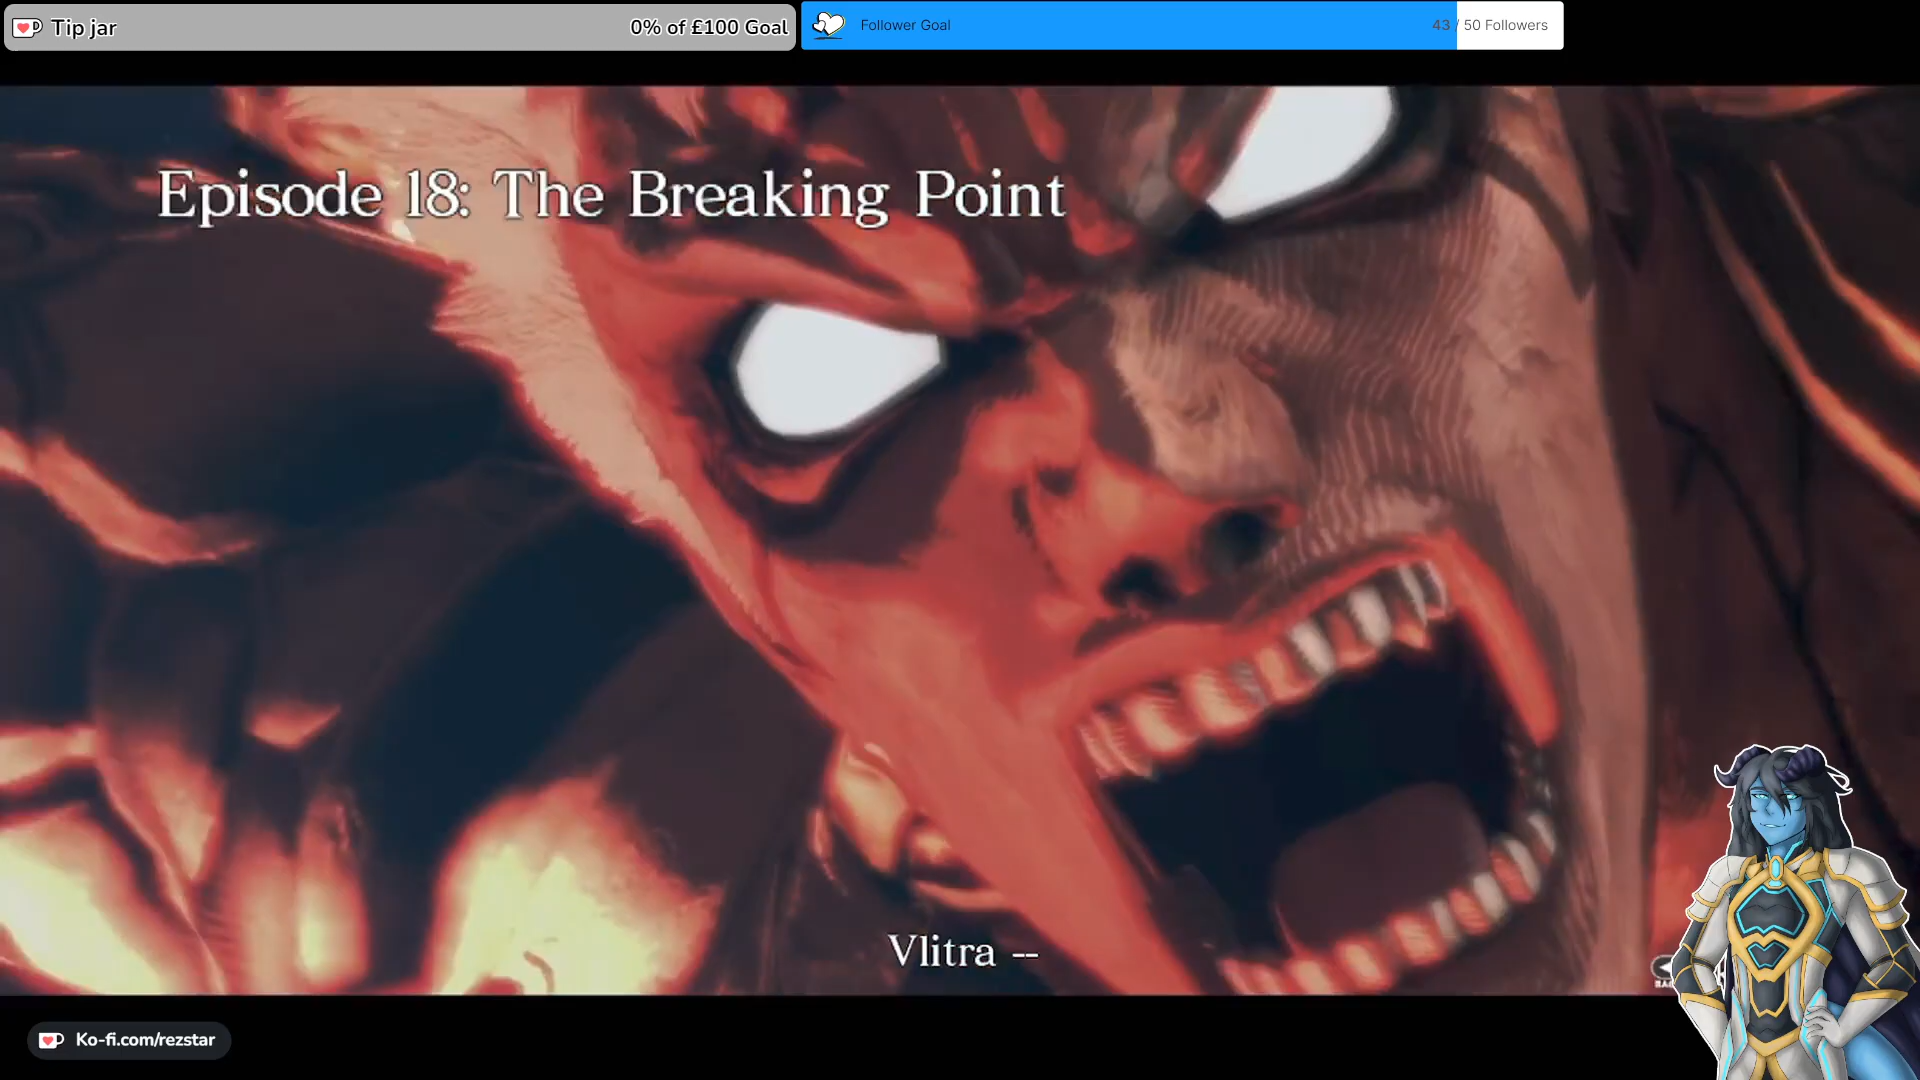 Tip jar
0% of £100 Goal
Follower Goal
43 / 50 Followers
Episode 18: The Breaking Point
Vlitra --
Ko-fi.com/rezstar